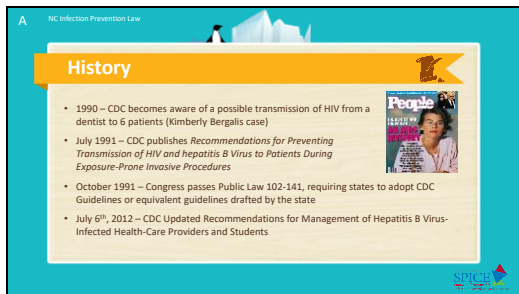 A
NC Infection Prevention Law
History
• 1990 – CDC becomes aware of a possible transmission of HIV from a
dentist to 6 patients (Kimberly Bergalis case)
• July 1991 – CDC publishes Recommendations for Preventing
Transmission of HIV and hepatitis B Virus to Patients During
Exposure-Prone Invasive Procedures
• October 1991 – Congress passes Public Law 102-141, requiring states to adopt CDC
Guidelines or equivalent guidelines drafted by the state
• July 6th, 2012 – CDC Updated Recommendations for Management of Hepatitis B Virus-
Infected Health-Care Providers and Students
People
SPICE